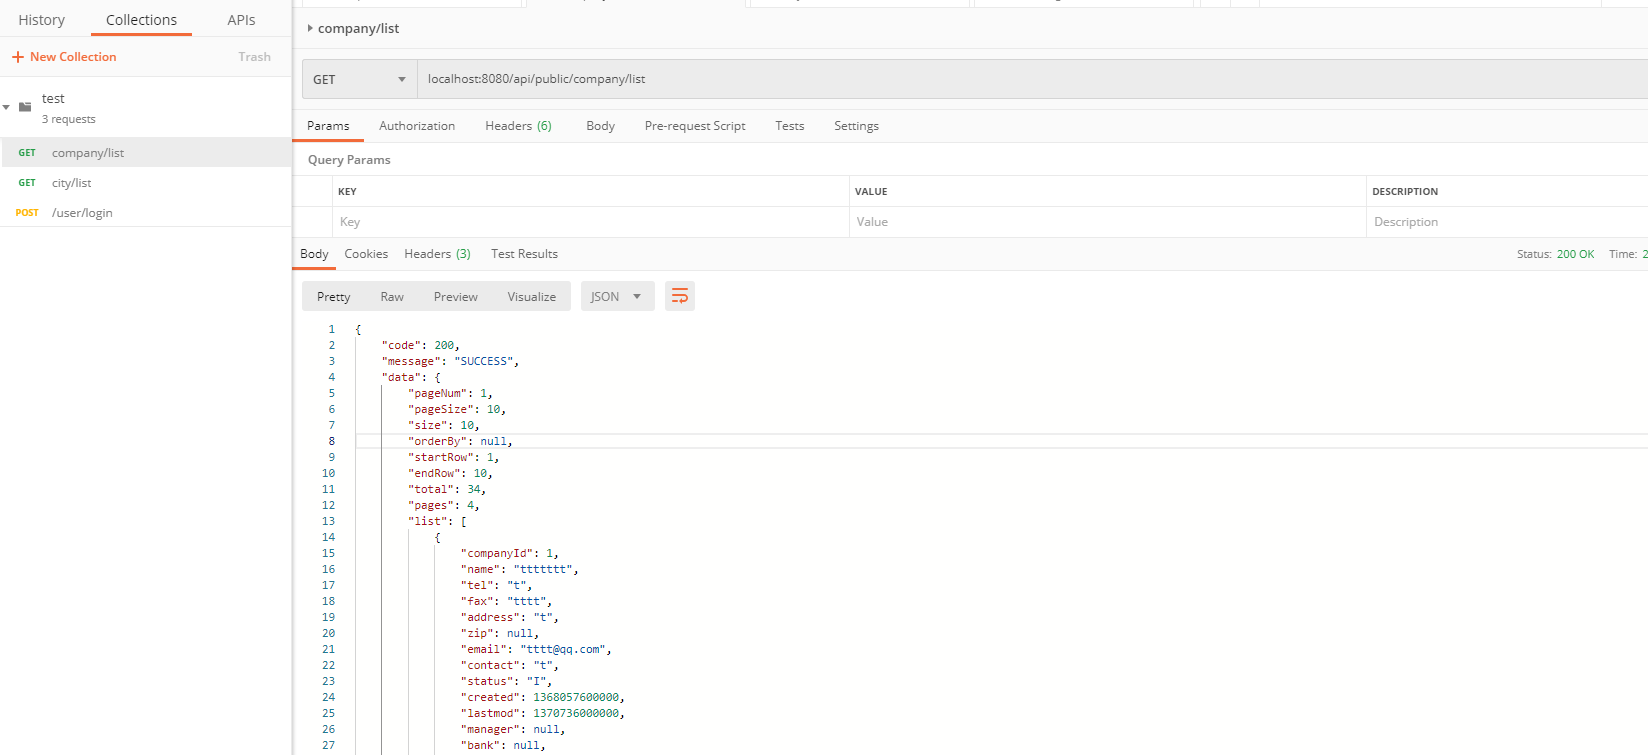 History Collections APIs
+ New Collection Trash
test
3 requests
GET company/list
GET city/list
POST /user/login
company/list
GET localhost:8080/api/public/company/list
Params Authorization Headers (6) Body Pre-request Script Tests Settings
Query Params
KEY VALUE DESCRIPTION
Key Value Description
Body Cookies Headers (3) Test Results Status: 200 OK Time: 2
Pretty Raw Preview Visualize JSON
1 {
2 "code": 200,
3 "message": "SUCCESS",
4 "data": {
5 "pageNum": 1,
6 "pageSize": 10,
7 "size": 10,
8 "orderBy": null,
9 "startRow": 1,
10 "endRow": 10,
11 "total": 34,
12 "pages": 4,
13 "list": [
14 {
15 "companyId": 1,
16 "name": "ttttttt",
17 "tel": "t",
18 "fax": "tttt",
19 "address": "t",
20 "zip": null,
21 "email": "tttt@qq.com",
22 "contact": "t",
23 "status": "I",
24 "created": 1368057600000,
25 "lastmod": 1370736000000,
26 "manager": null,
27 "bank": null,